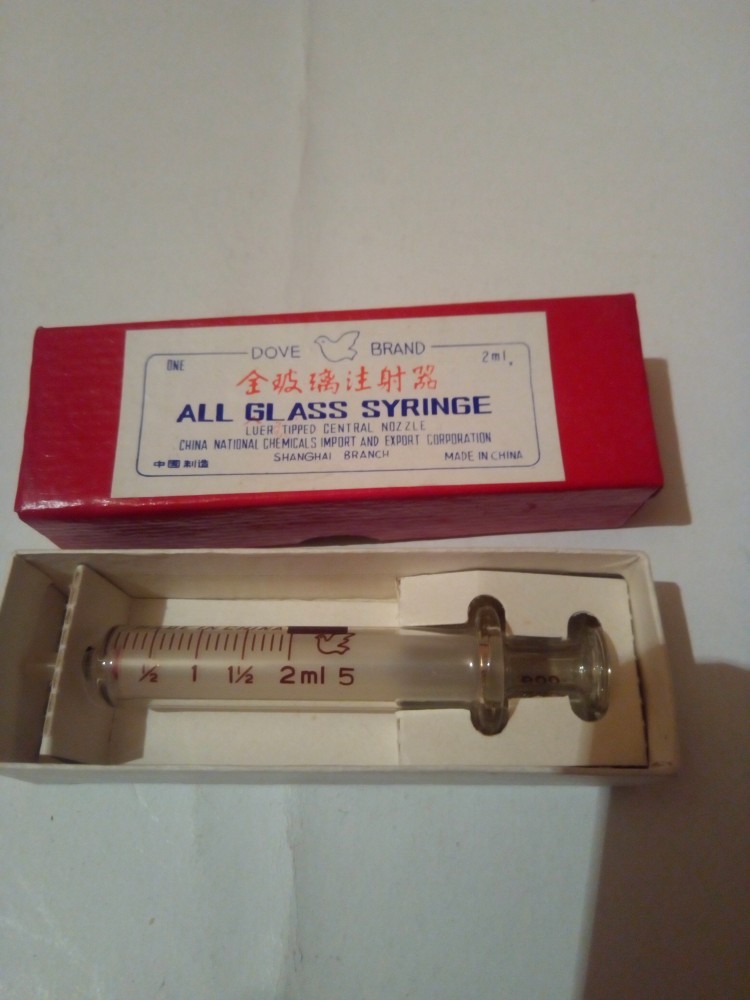 DOVE BRAND
ONE
2ml.
全玻璃注射器
ALL GLASS SYRINGE
LUER TIPPED CENTRAL NOZZLE
CHINA NATIONAL CHEMICALS IMPORT AND EXPORT CORPORATION
SHANGHAI BRANCH
中國制造
MADE IN CHINA
½ 1 1½ 2ml 5